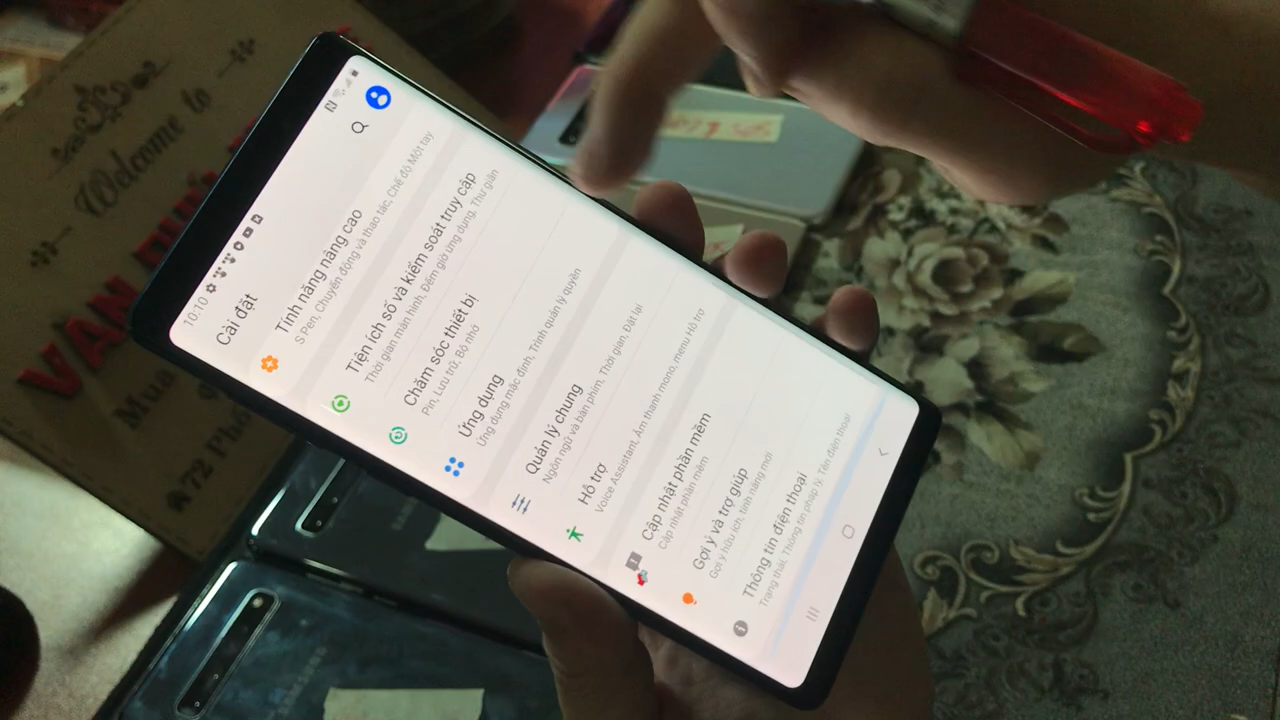 10:10
Cài đặt
Tính năng nâng cao
S Pen, Chuyển động và thao tác, Chế độ Một tay
Tiện ích số và kiểm soát truy cập
Thời gian màn hình, Đếm giờ ứng dụng, Thư giãn
Chăm sóc thiết bị
Pin, Lưu trữ, Bộ nhớ
Ứng dụng
Ứng dụng mặc định, Trình quản lý quyền
Quản lý chung
Ngôn ngữ và bàn phím, Thời gian, Đặt lại
Hỗ trợ
Voice Assistant, Âm thanh mono, menu Hỗ trợ
Cập nhật phần mềm
Cập nhật phần mềm
Gợi ý và trợ giúp
Gợi ý hữu ích, tính năng mới
Thông tin điện thoại
Trạng thái, Thông tin pháp lý, Tên điện thoại
Welcome to
VAN
Mua
72 Phố
SAMSUNG